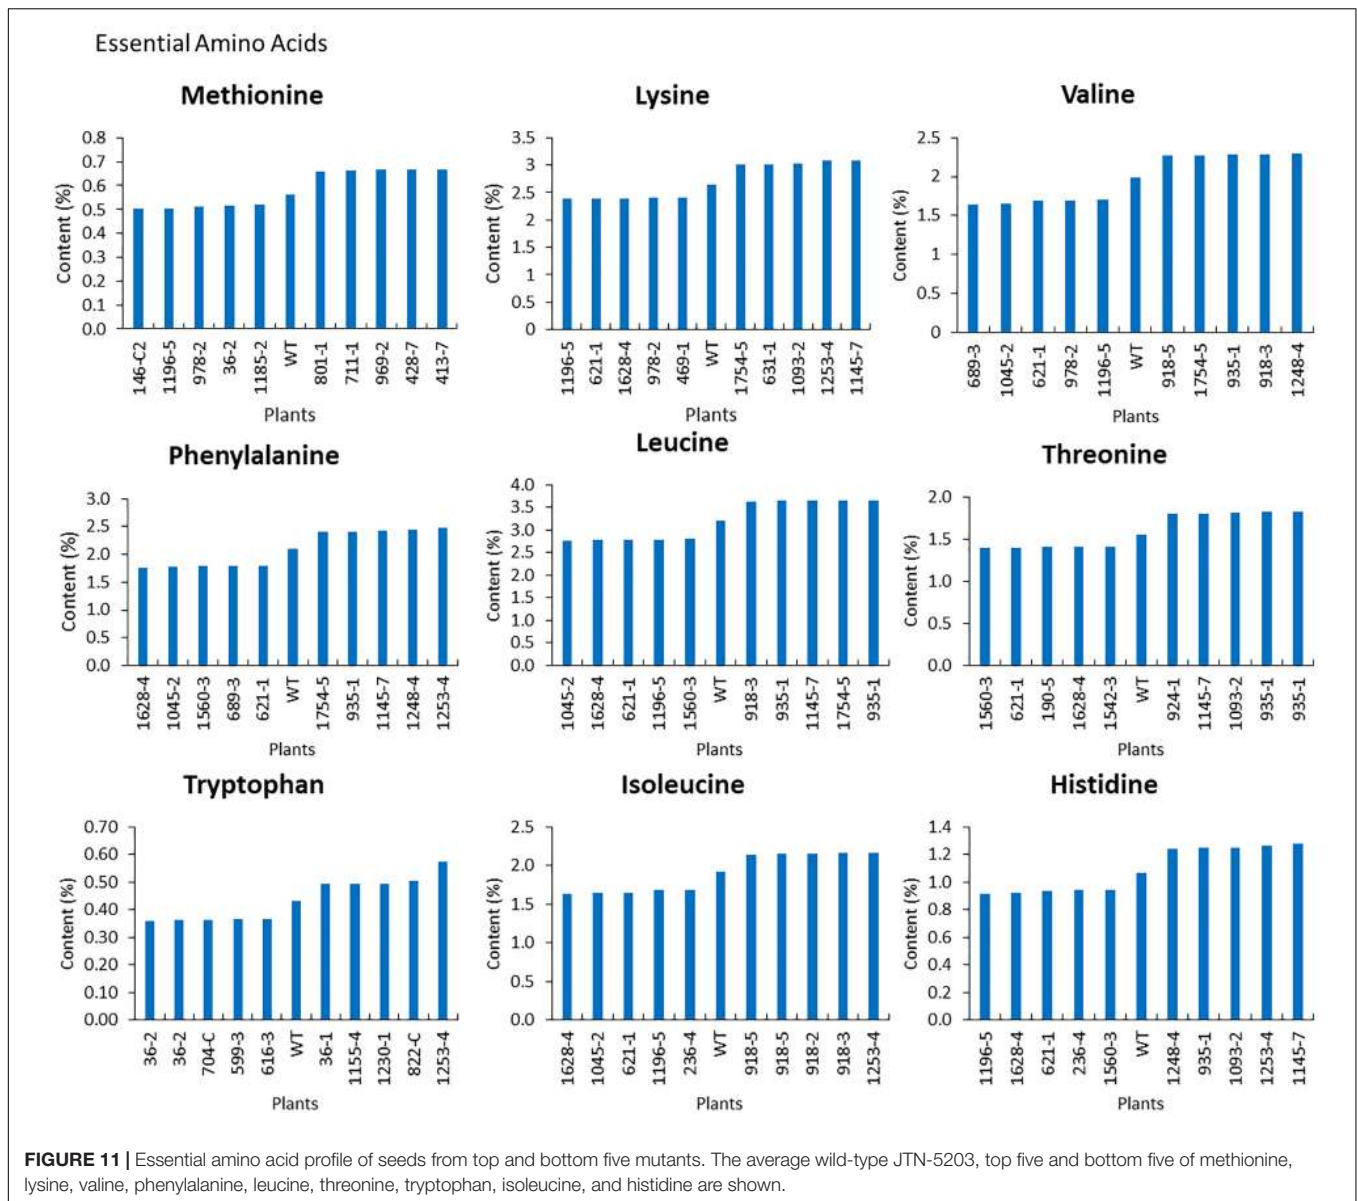 Essential Amino Acids
Methionine
Content (%)
0.8
0.7
0.6
0.5
0.4
0.3
0.2
0.1
0.0
146-C2 1196-5 978-2 36-2 1185-2 WT 801-1 711-1 969-2 428-7 413-7
Plants
Lysine
Content (%)
3.5
3
2.5
2
1.5
1
0.5
0
1196-5 621-1 1628-4 978-2 469-1 WT 1754-5 631-1 1093-2 1253-4 1145-7
Plants
Valine
Content (%)
2.5
2
1.5
1
0.5
0
689-3 1045-2 621-1 978-2 1196-5 WT 918-5 1754-5 935-1 918-3 1248-4
Plants
Phenylalanine
Content (%)
3.0
2.5
2.0
1.5
1.0
0.5
0.0
1628-4 1045-2 1560-3 689-3 621-1 WT 1754-5 935-1 1145-7 1248-4 1253-4
Plants
Leucine
Content (%)
4.0
3.5
3.0
2.5
2.0
1.5
1.0
0.5
0.0
1045-2 1628-4 621-1 1196-5 1560-3 WT 918-3 935-1 1145-7 1754-5 935-1
Plants
Threonine
Content (%)
2.0
1.5
1.0
0.5
0.0
1560-3 621-1 190-5 1628-4 1542-3 WT 924-1 1145-7 1093-2 935-1 935-1
Plants
Tryptophan
Content (%)
0.70
0.60
0.50
0.40
0.30
0.20
0.10
0.00
36-2 36-2 704-C 599-3 616-3 WT 36-1 1155-4 1230-1 822-C 1253-4
Plants
Isoleucine
Content (%)
2.5
2.0
1.5
1.0
0.5
0.0
1628-4 1045-2 621-1 1196-5 236-4 WT 918-5 918-5 918-2 918-3 1253-4
Plants
Histidine
Content (%)
1.4
1.2
1.0
0.8
0.6
0.4
0.2
0.0
1196-5 1628-4 621-1 236-4 1560-3 WT 1248-4 935-1 1093-2 1253-4 1145-7
Plants
FIGURE 11 | Essential amino acid profile of seeds from top and bottom five mutants. The average wild-type JTN-5203, top five and bottom five of methionine,
lysine, valine, phenylalanine, leucine, threonine, tryptophan, isoleucine, and histidine are shown.